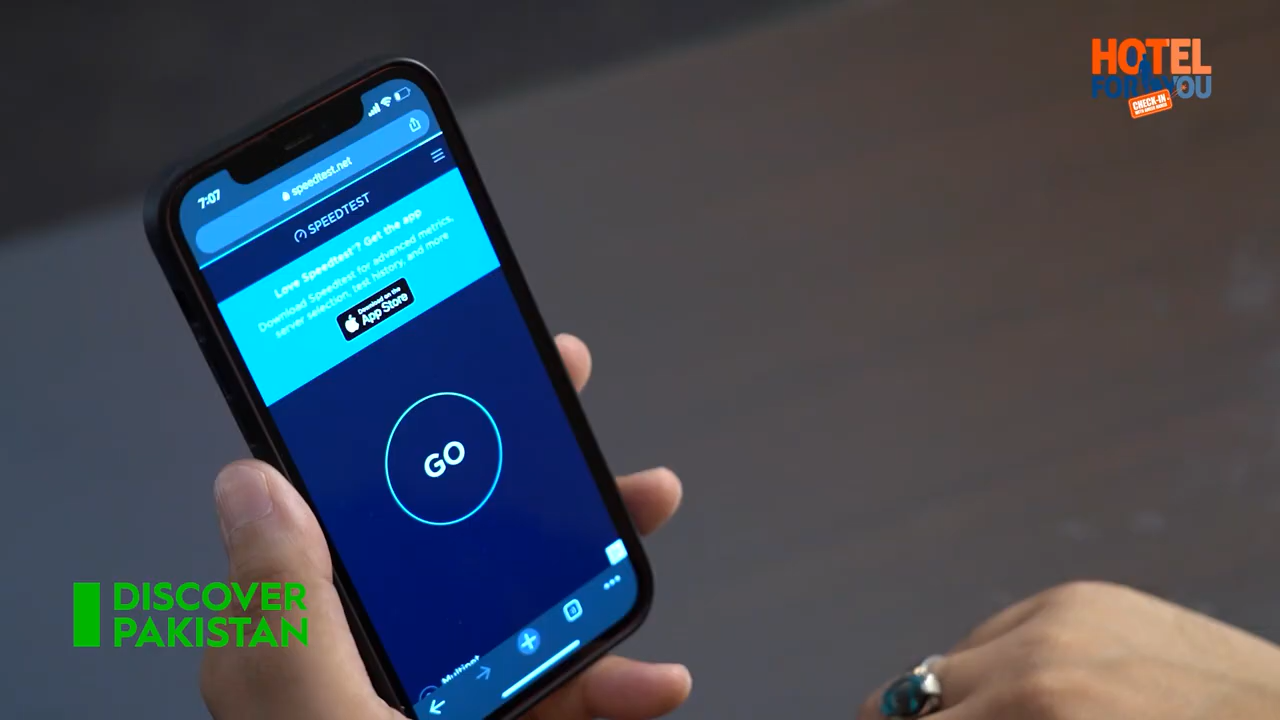 HOTEL
FOR YOU
CHECK-IN
7:07
speedtest.net
SPEEDTEST
Love Speedtest? Get the app
Download Speedtest for advanced metrics,
server selection, test history, and more
Download on the
App Store
GO
DISCOVER
PAKISTAN
Multinet